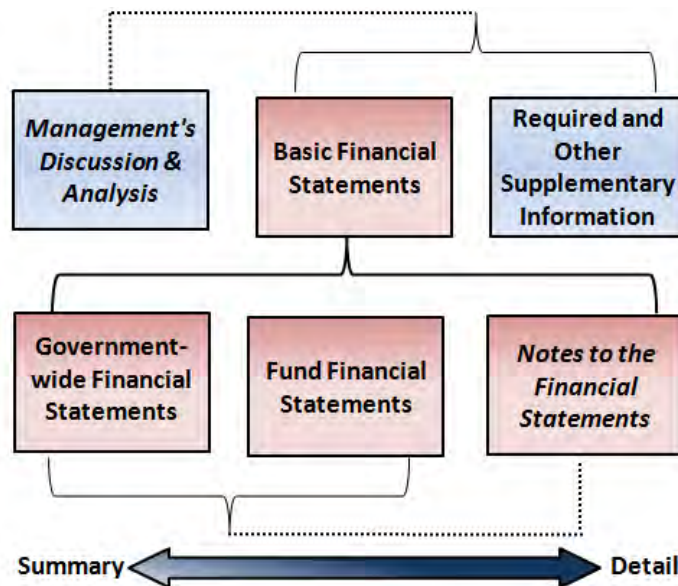 Management's
Discussion &
Analysis
Basic Financial
Statements
Required and
Other
Supplementary
Information
Government-
wide Financial
Statements
Fund Financial
Statements
Notes to the
Financial
Statements
Summary
Detail